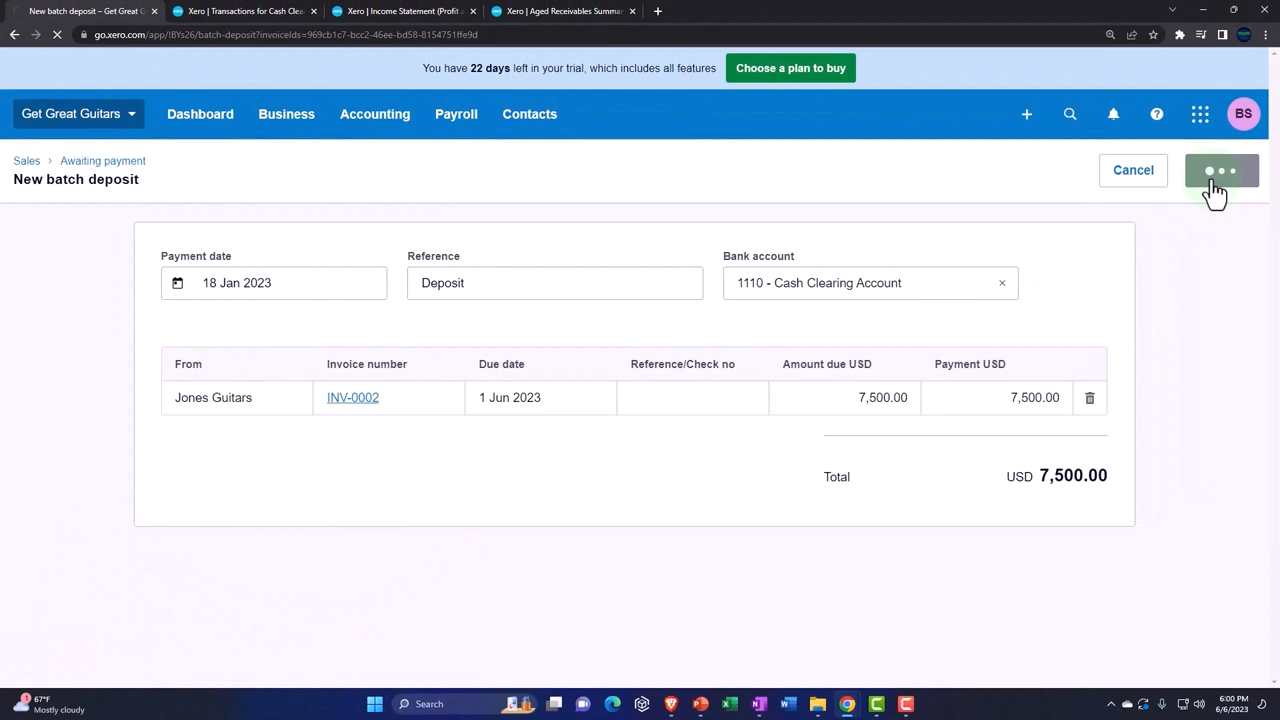 New batch deposit – Get Great G
Xero | Transactions for Cash Cle
Xero | Income Statement (Profit a
Xero | Aged Receivables Summar
go.xero.com/app/!BYs26/batch-deposit?invoiceIds=969cb1c7-bcc2-46ee-bd58-8154751ffe9d
You have 22 days left in your trial, which includes all features
Choose a plan to buy
Get Great Guitars
Dashboard
Business
Accounting
Payroll
Contacts
BS
Sales > Awaiting payment
New batch deposit
Cancel
Payment date
Reference
Bank account
18 Jan 2023
Deposit
1110 - Cash Clearing Account
From
Invoice number
Due date
Reference/Check no
Amount due USD
Payment USD
Jones Guitars
INV-0002
1 Jun 2023
7,500.00
7,500.00
Total
USD 7,500.00
1
67°F
Mostly cloudy
Search
6:00 PM
6/6/2023